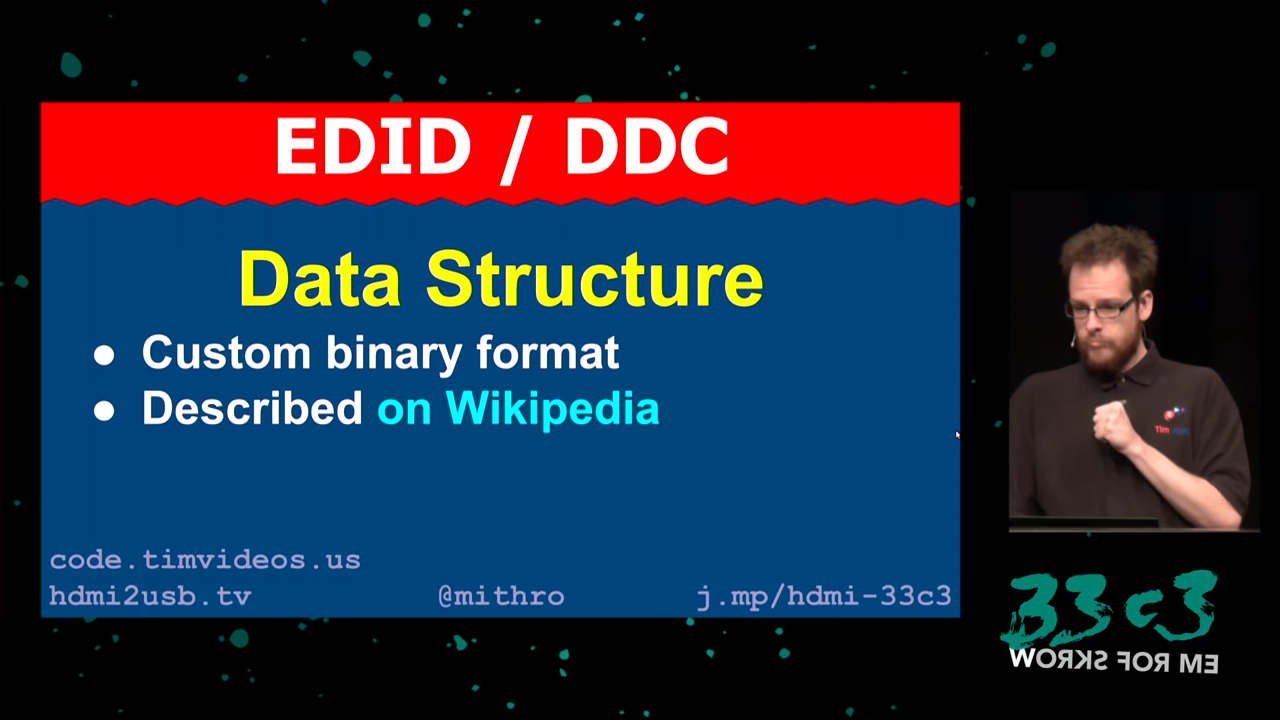 EDID / DDC
Data Structure
● Custom binary format
● Described on Wikipedia
code.timvideos.us
hdmi2usb.tv @mithro j.mp/hdmi-33c3
Tim
33c3
WORKS FOR ME